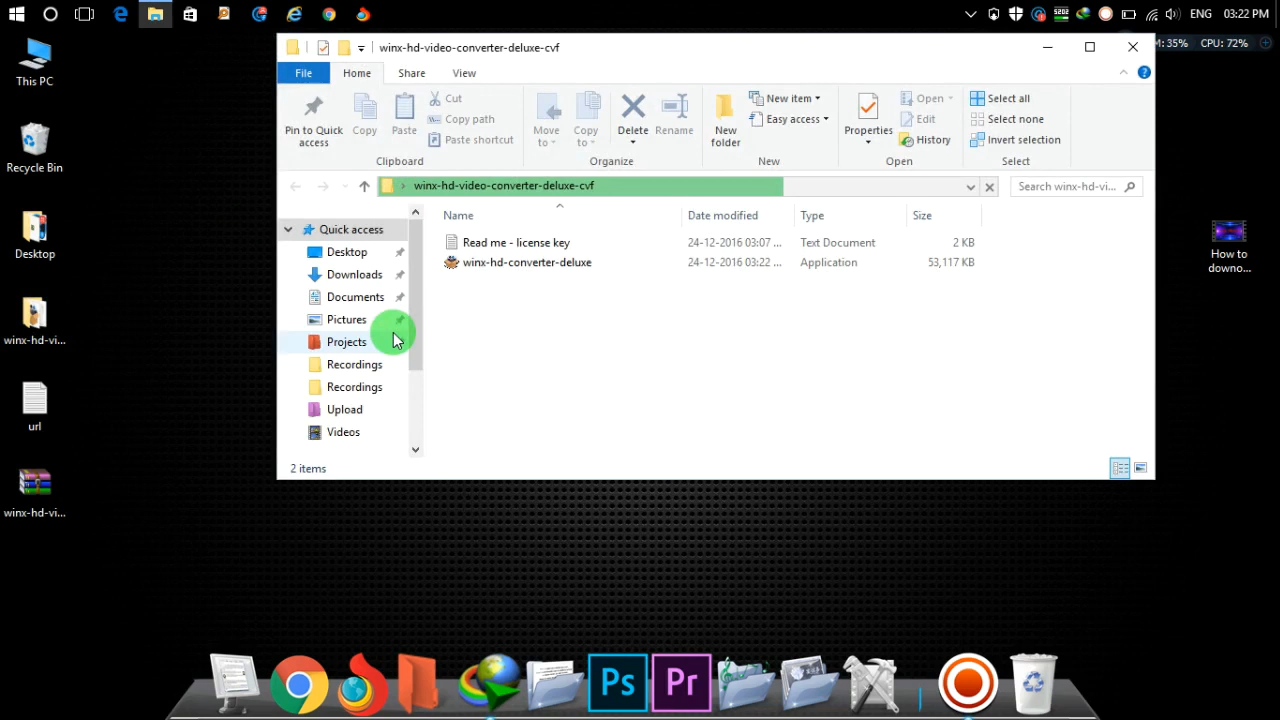 ENG 03:22 PM
M: 35% CPU: 72%
This PC
Recycle Bin
Desktop
winx-hd-vi...
url
winx-hd-vi...
How to
downo...
winx-hd-video-converter-deluxe-cvf
File Home Share View
Pin to Quick
access
Copy
Paste
Cut
Copy path
Paste shortcut
Clipboard
Move
to
Copy
to
Delete
Rename
Organize
New
folder
New item
Easy access
New
Properties
Open
Edit
History
Open
Select all
Select none
Invert selection
Select
winx-hd-video-converter-deluxe-cvf
Search winx-hd-vi...
Quick access
Desktop
Downloads
Documents
Pictures
Projects
Recordings
Recordings
Upload
Videos
Name Date modified Type Size
Read me - license key 24-12-2016 03:07 ... Text Document 2 KB
winx-hd-converter-deluxe 24-12-2016 03:22 ... Application 53,117 KB
2 items
Ps
Pr